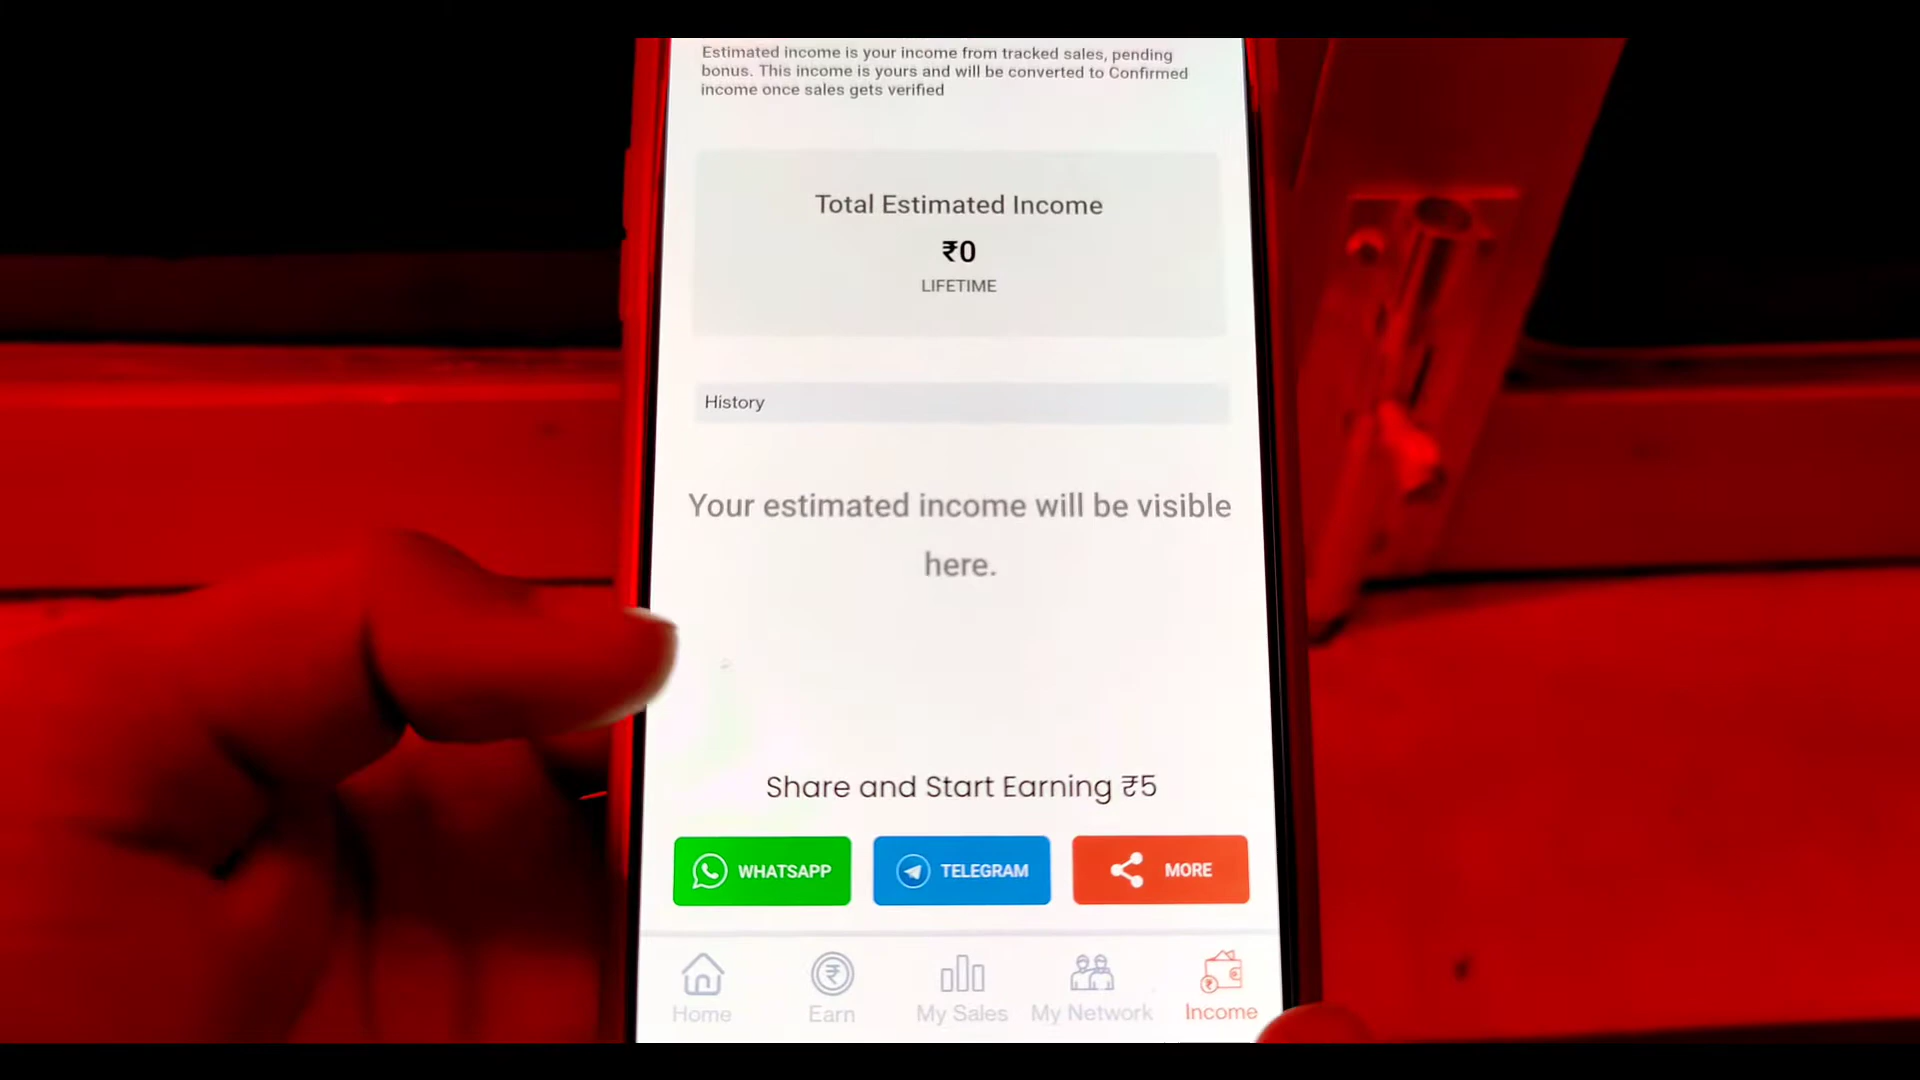 Estimated income is your income from tracked sales, pending
bonus. This income is yours and will be converted to Confirmed
income once sales gets verified
Total Estimated Income
₹0
LIFETIME
History
Your estimated income will be visible
here.
Share and Start Earning ₹5
WHATSAPP
TELEGRAM
MORE
Home
Earn
My Sales
My Network
Income